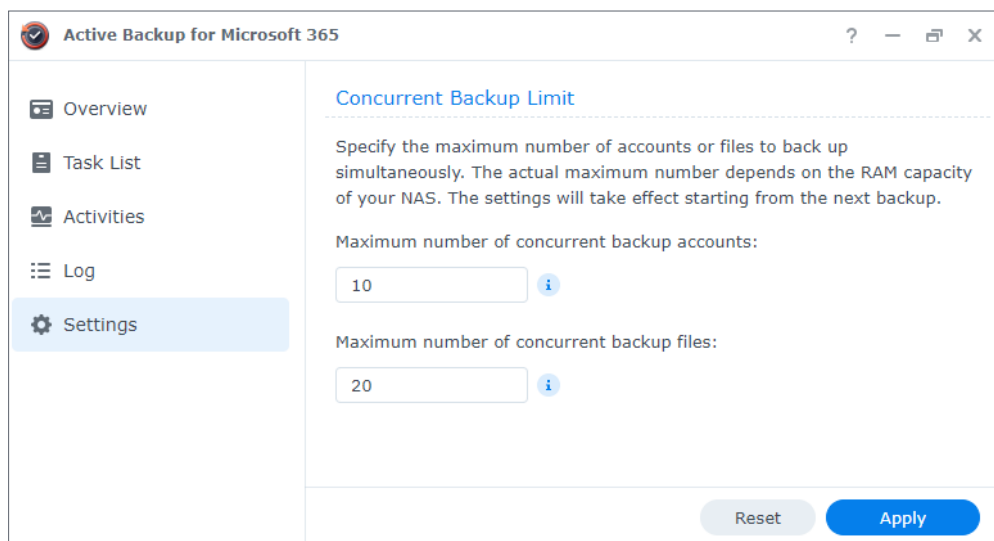 Active Backup for Microsoft 365
?
Overview
Task List
Activities
Log
Settings
Concurrent Backup Limit
Specify the maximum number of accounts or files to back up
simultaneously. The actual maximum number depends on the RAM capacity
of your NAS. The settings will take effect starting from the next backup.
Maximum number of concurrent backup accounts:
10
i
Maximum number of concurrent backup files:
20
i
Reset
Apply